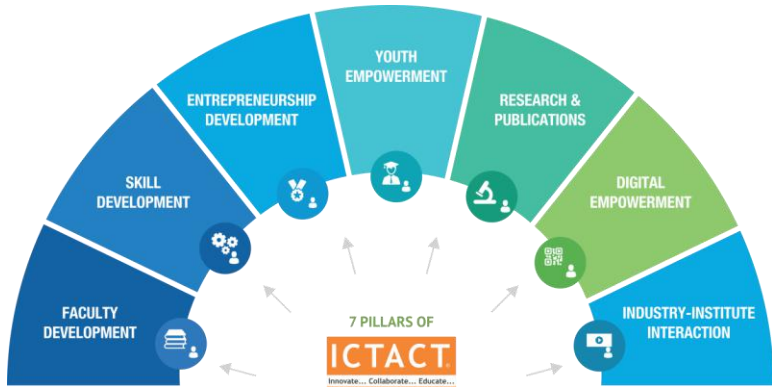 FACULTY
DEVELOPMENT
SKILL
DEVELOPMENT
ENTREPRENEURSHIP
DEVELOPMENT
YOUTH
EMPOWERMENT
RESEARCH &
PUBLICATIONS
DIGITAL
EMPOWERMENT
INDUSTRY-INSTITUTE
INTERACTION
7 PILLARS OF
ICTACT®
Innovate... Collaborate... Educate...